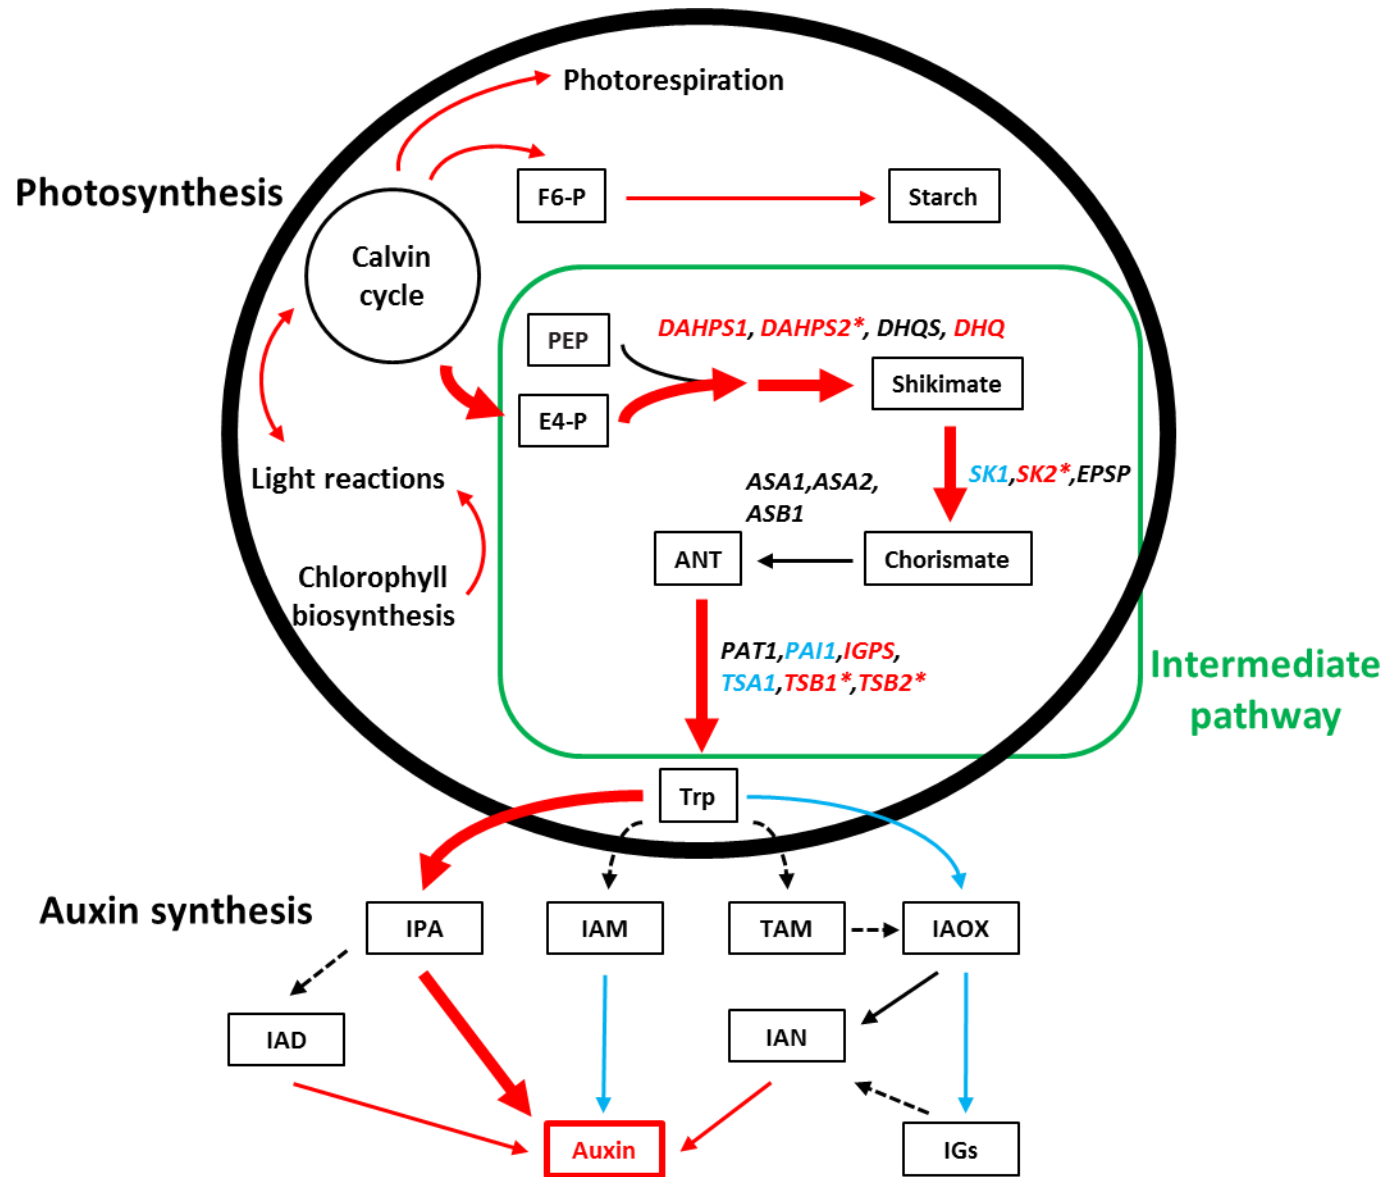 Photorespiration
Photosynthesis
F6-P
Starch
Calvin
cycle
PEP
DAHPS1, DAHPS2*, DHQS, DHQ
Shikimate
E4-P
Light reactions
ASA1,ASA2,
ASB1
SK1,SK2*,EPSP
ANT
Chorismate
Chlorophyll
biosynthesis
PAT1,PAI1,IGPS,
TSA1,TSB1*,TSB2*
Intermediate
pathway
Trp
Auxin synthesis
IPA
IAM
TAM
IAOX
IAD
IAN
Auxin
IGs